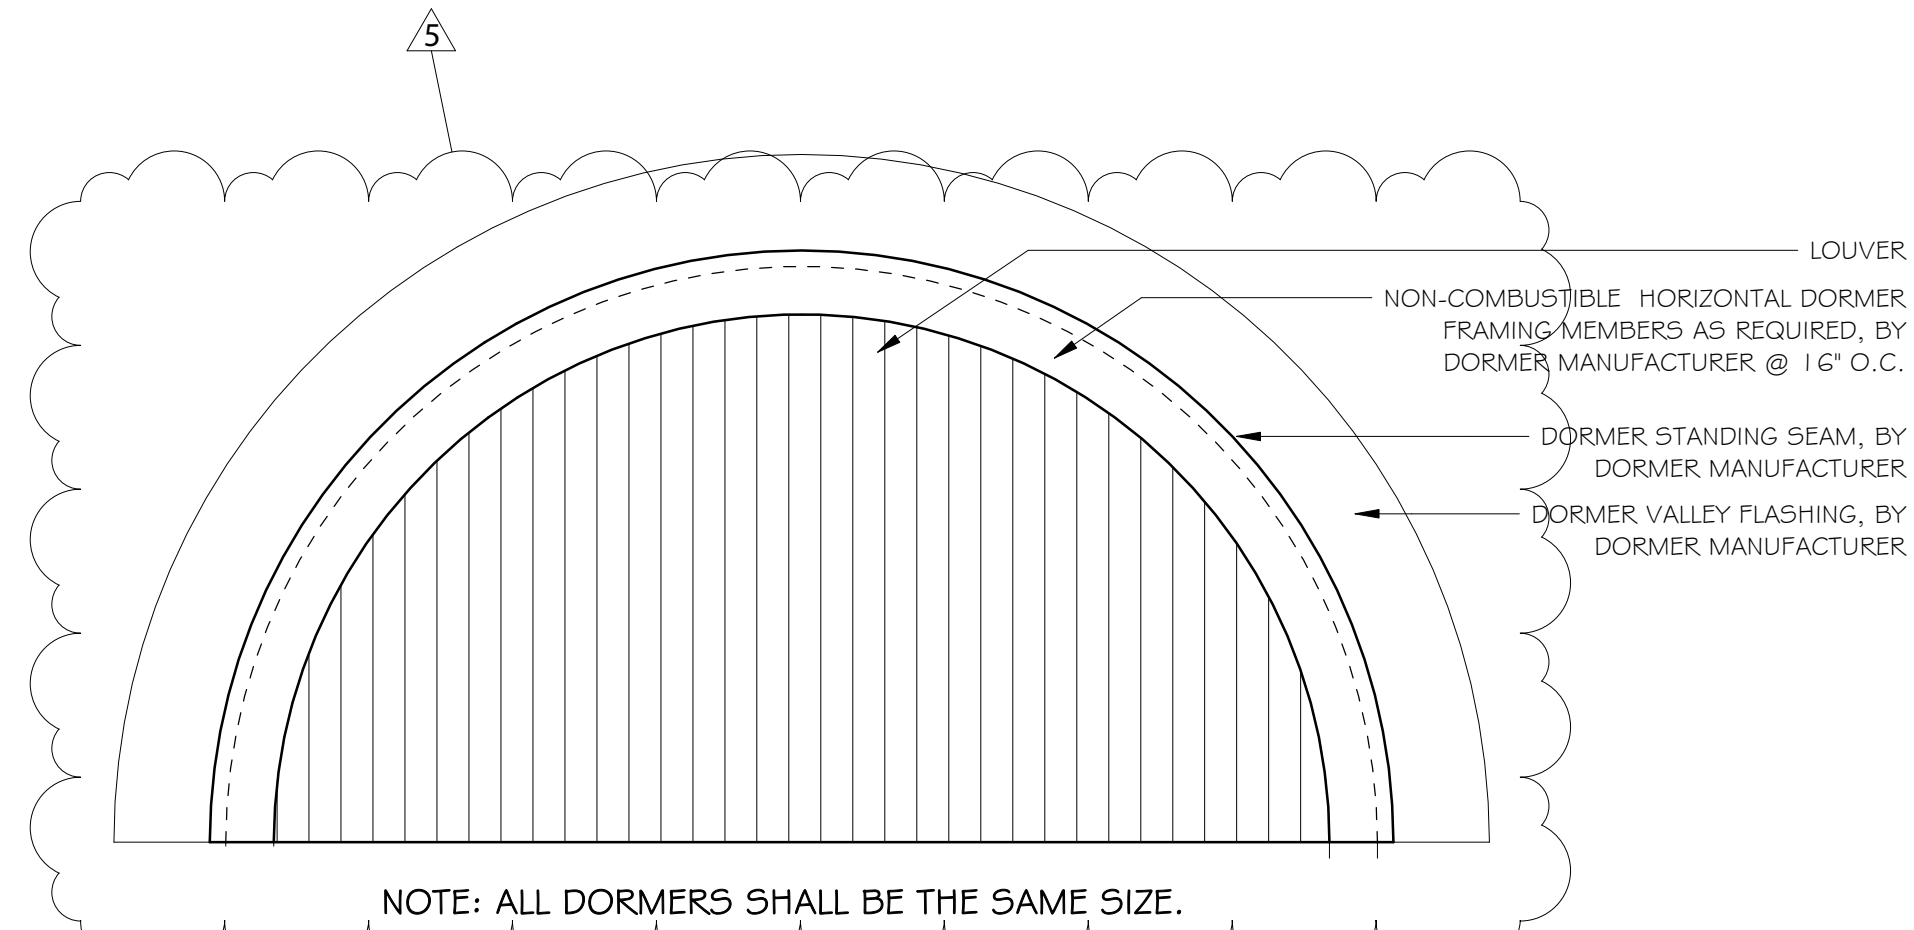 5
LOUVER
NON-COMBUSTIBLE HORIZONTAL DORMER
FRAMING MEMBERS AS REQUIRED, BY
DORMER MANUFACTURER @ 16" O.C.
DORMER STANDING SEAM, BY
DORMER MANUFACTURER
DORMER VALLEY FLASHING, BY
DORMER MANUFACTURER
NOTE: ALL DORMERS SHALL BE THE SAME SIZE.